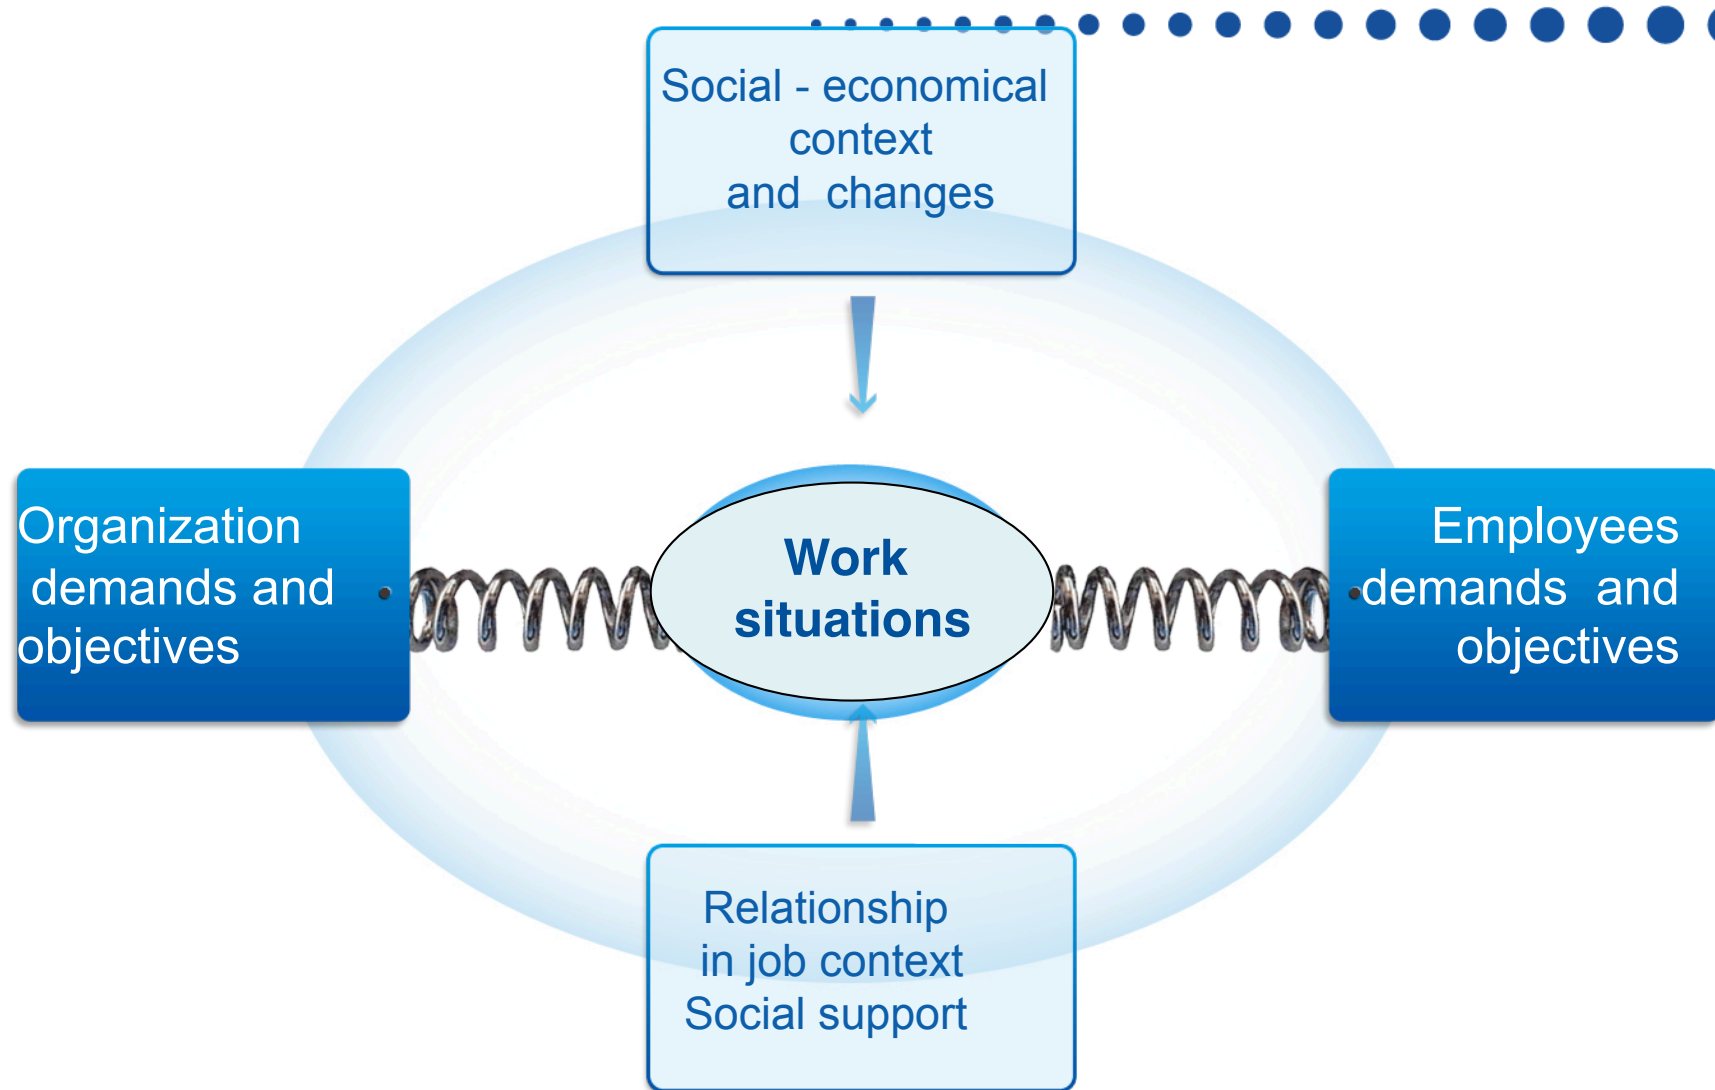 Social - economical
context
and  changes
Organization
demands and
objectives
Work
situations
Employees
demands  and
objectives
Relationship
in job context
Social support